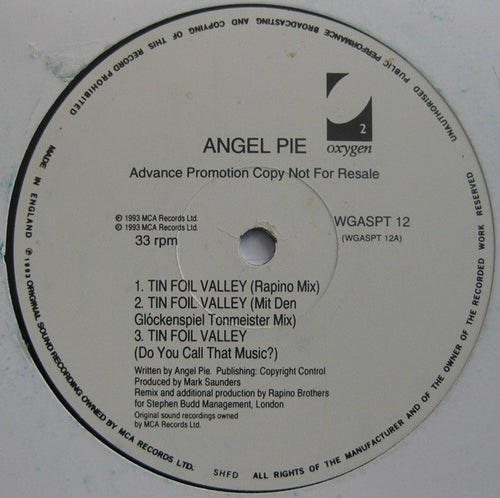 UNAUTHORISED PUBLIC PERFORMANCE BROADCASTING AND COPYING OF THIS RECORD PROHIBITED
2
oxygen
ANGEL PIE
Advance Promotion Copy Not For Resale
© 1993 MCA Records Ltd.
© 1993 MCA Records Ltd.
33 rpm
WGASPT 12
(WGASPT 12A)
1. TIN FOIL VALLEY (Rapino Mix)
2. TIN FOIL VALLEY (Mit Den
Glóckenspiel Tonmeister Mix)
3. TIN FOIL VALLEY
(Do You Call That Music?)
Written by Angel Pie. Publishing: Copyright Control
Produced by Mark Saunders
Remix and additional production by Rapino Brothers
for Stephen Budd Management, London
Original sound recordings owned
by MCA Records Ltd.
MADE IN ENGLAND
℗ 1993 ORIGINAL SOUND RECORDING OWNED BY MCA RECORDS LTD.
SHFD
ALL RIGHTS OF THE MANUFACTURER AND OF THE OWNER OF THE RECORDED WORK RESERVED